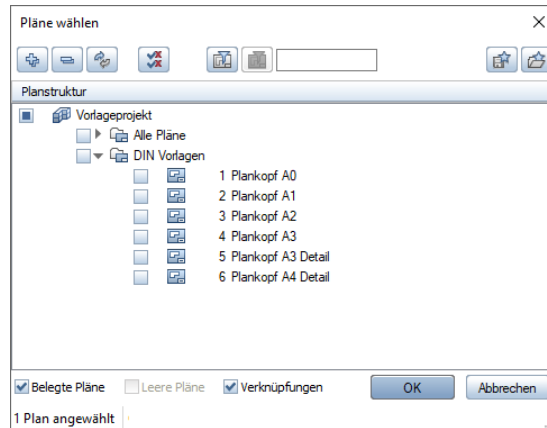 Pläne wählen
Planstruktur
Vorlageprojekt
Alle Pläne
DIN Vorlagen
1 Plankopf A0
2 Plankopf A1
3 Plankopf A2
4 Plankopf A3
5 Plankopf A3 Detail
6 Plankopf A4 Detail
Belegte Pläne Leere Pläne Verknüpfungen OK Abbrechen
1 Plan angewählt